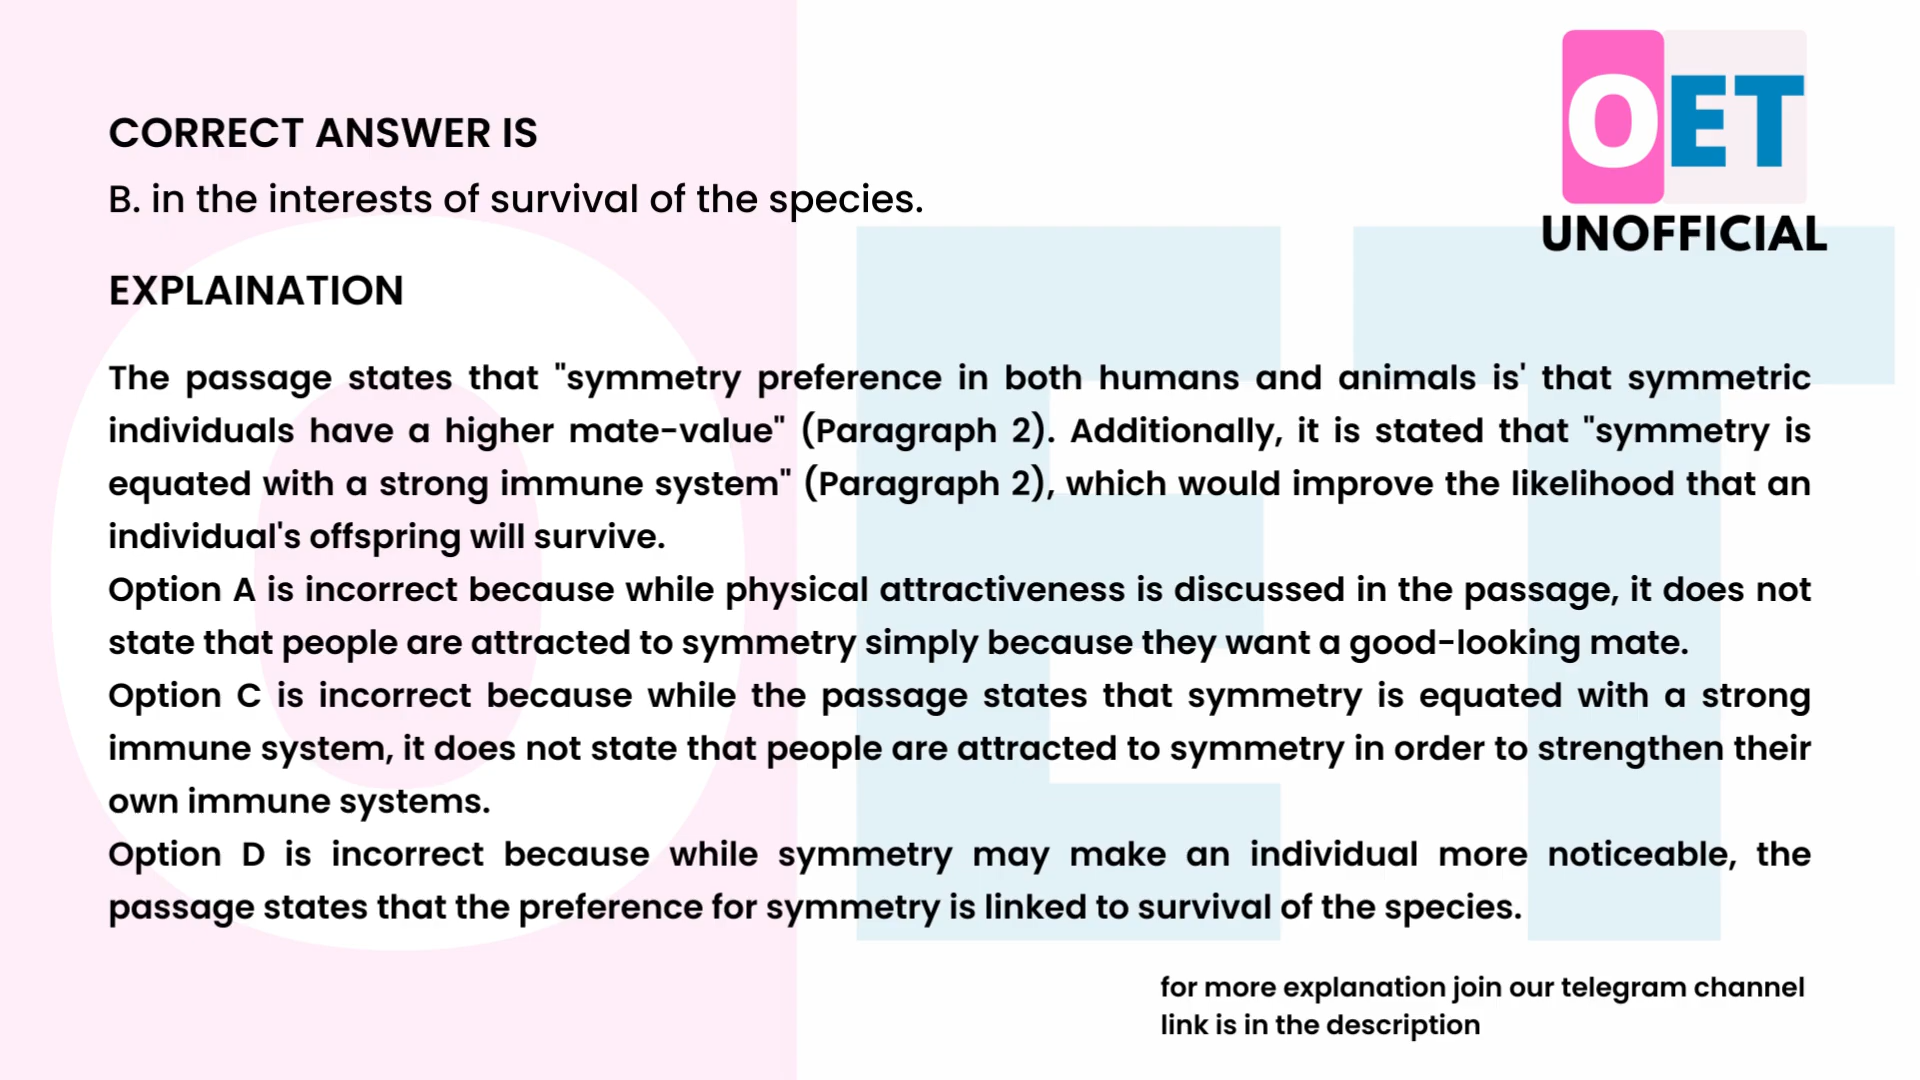 OET
UNOFFICIAL
CORRECT ANSWER IS
B. in the interests of survival of the species.
EXPLAINATION
The passage states that "symmetry preference in both humans and animals is' that symmetric
individuals have a higher mate-value" (Paragraph 2). Additionally, it is stated that "symmetry is
equated with a strong immune system" (Paragraph 2), which would improve the likelihood that an
individual's offspring will survive.
Option A is incorrect because while physical attractiveness is discussed in the passage, it does not
state that people are attracted to symmetry simply because they want a good-looking mate.
Option C is incorrect because while the passage states that symmetry is equated with a strong
immune system, it does not state that people are attracted to symmetry in order to strengthen their
own immune systems.
Option D is incorrect because while symmetry may make an individual more noticeable, the
passage states that the preference for symmetry is linked to survival of the species.
for more explanation join our telegram channel
link is in the description